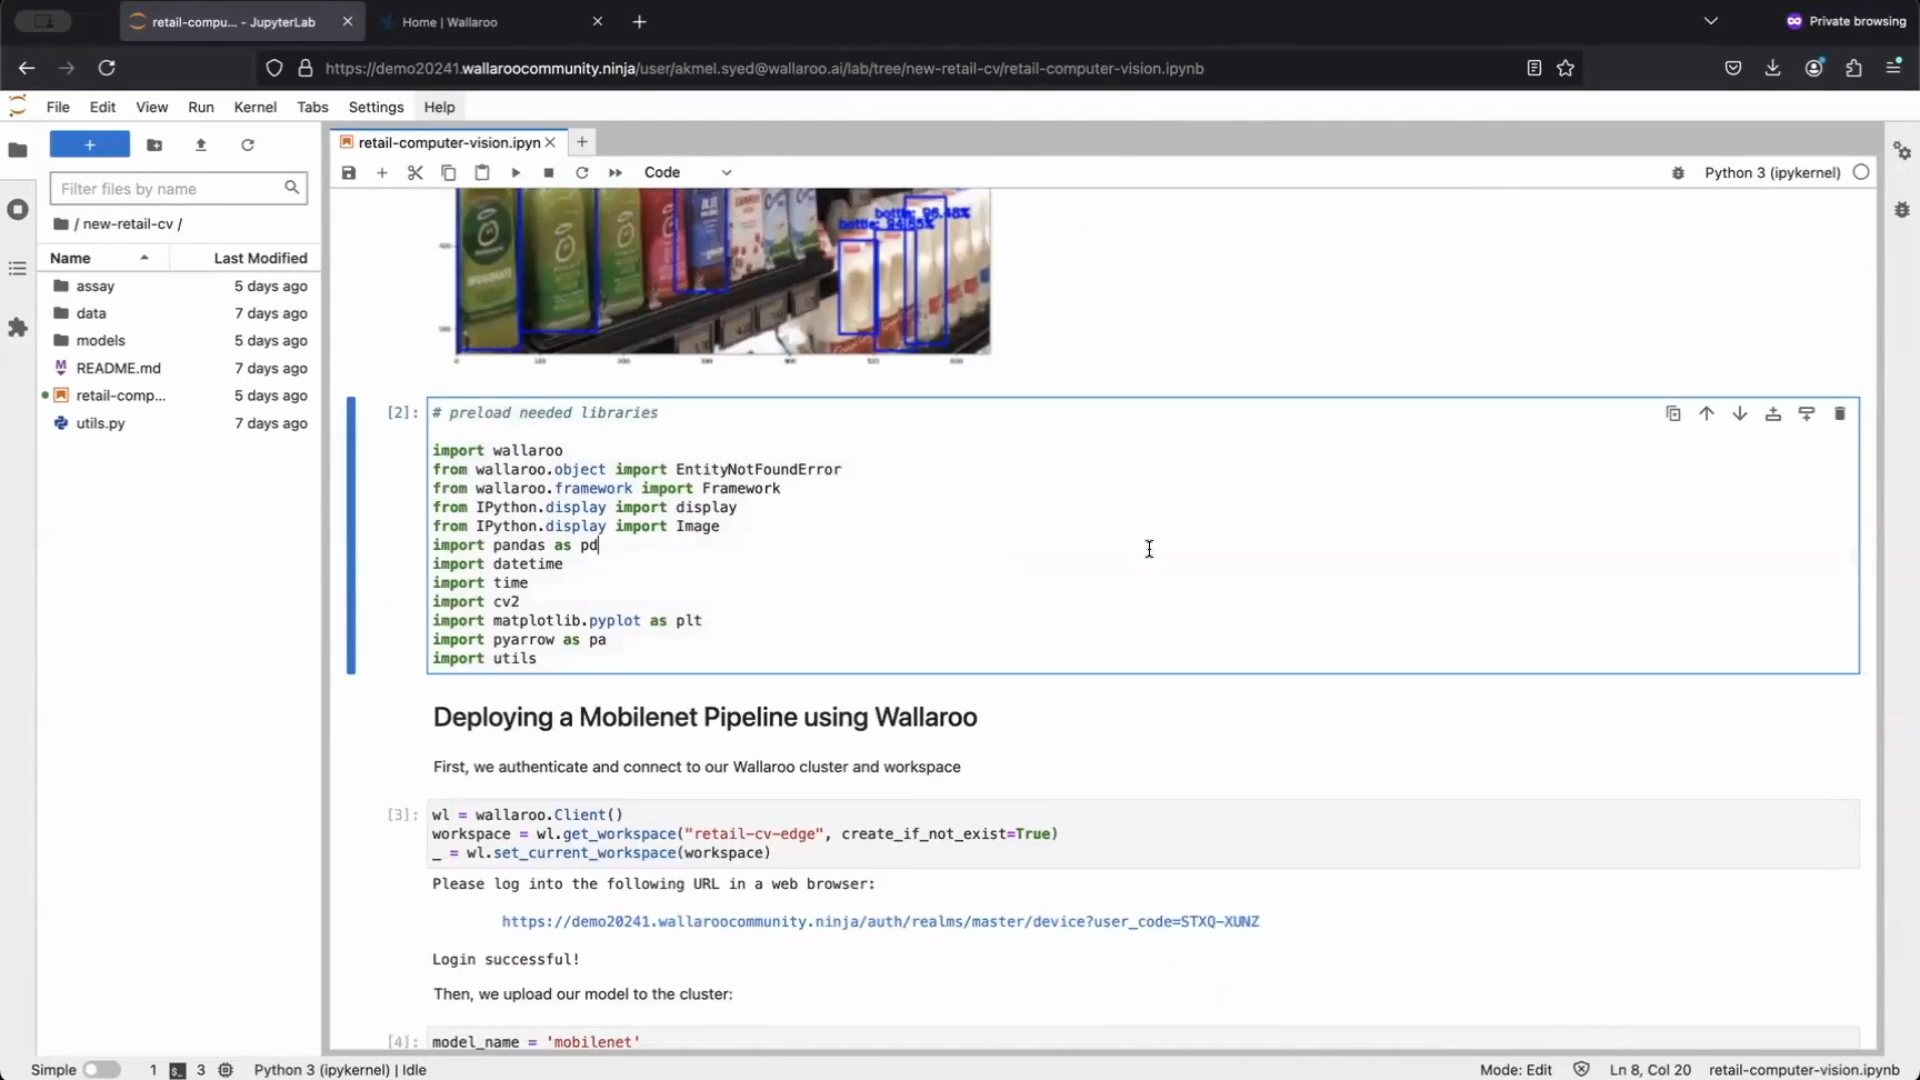 retail-compu... - JupyterLab
Home | Wallaroo
Private browsing
https://demo20241.wallaroocommunity.ninja/user/akmel.syed@wallaroo.ai/lab/tree/new-retail-cv/retail-computer-vision.ipynb
File Edit View Run Kernel Tabs Settings Help
retail-computer-vision.ipyn
Code
Python 3 (ipykernel)
Filter files by name
/ new-retail-cv /
Name Last Modified
assay 5 days ago
data 7 days ago
models 5 days ago
README.md 7 days ago
retail-comp... 5 days ago
utils.py 7 days ago
bottle: 96.48%
[2]:
# preload needed libraries
import wallaroo
from wallaroo.object import EntityNotFoundError
from wallaroo.framework import Framework
from IPython.display import display
from IPython.display import Image
import pandas as pd
import datetime
import time
import cv2
import matplotlib.pyplot as plt
import pyarrow as pa
import utils
Deploying a Mobilenet Pipeline using Wallaroo
First, we authenticate and connect to our Wallaroo cluster and workspace
[3]:
wl = wallaroo.Client()
workspace = wl.get_workspace("retail-cv-edge", create_if_not_exist=True)
_ = wl.set_current_workspace(workspace)
Please log into the following URL in a web browser:
https://demo20241.wallaroocommunity.ninja/auth/realms/master/device?user_code=STXQ-XUNZ
Login successful!
Then, we upload our model to the cluster:
[4]:
model_name = 'mobilenet'
Simple 1 3 Python 3 (ipykernel) | Idle
Mode: Edit Ln 8, Col 20 retail-computer-vision.ipynb